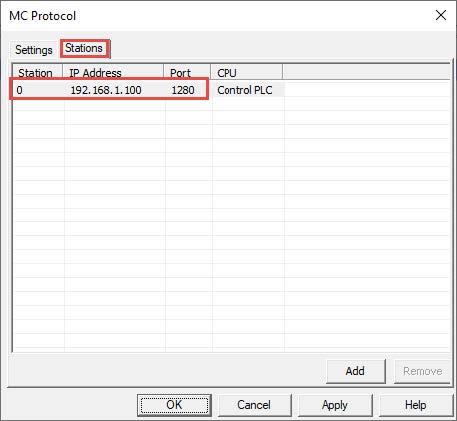 MC Protocol
Settings Stations
Station IP Address Port CPU
0 192.168.1.100 1280 Control PLC
Add Remove
OK Cancel Apply Help